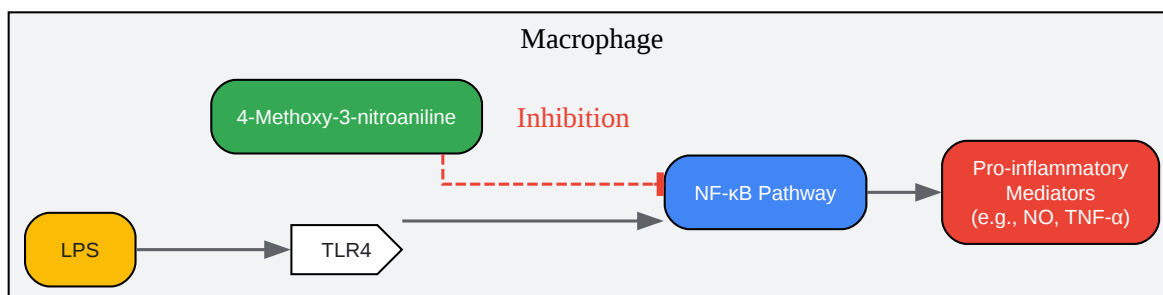 Macrophage
4-Methoxy-3-nitroaniline
Inhibition
LPS
TLR4
NF-κB Pathway
Pro-inflammatory
Mediators
(e.g., NO, TNF-α)